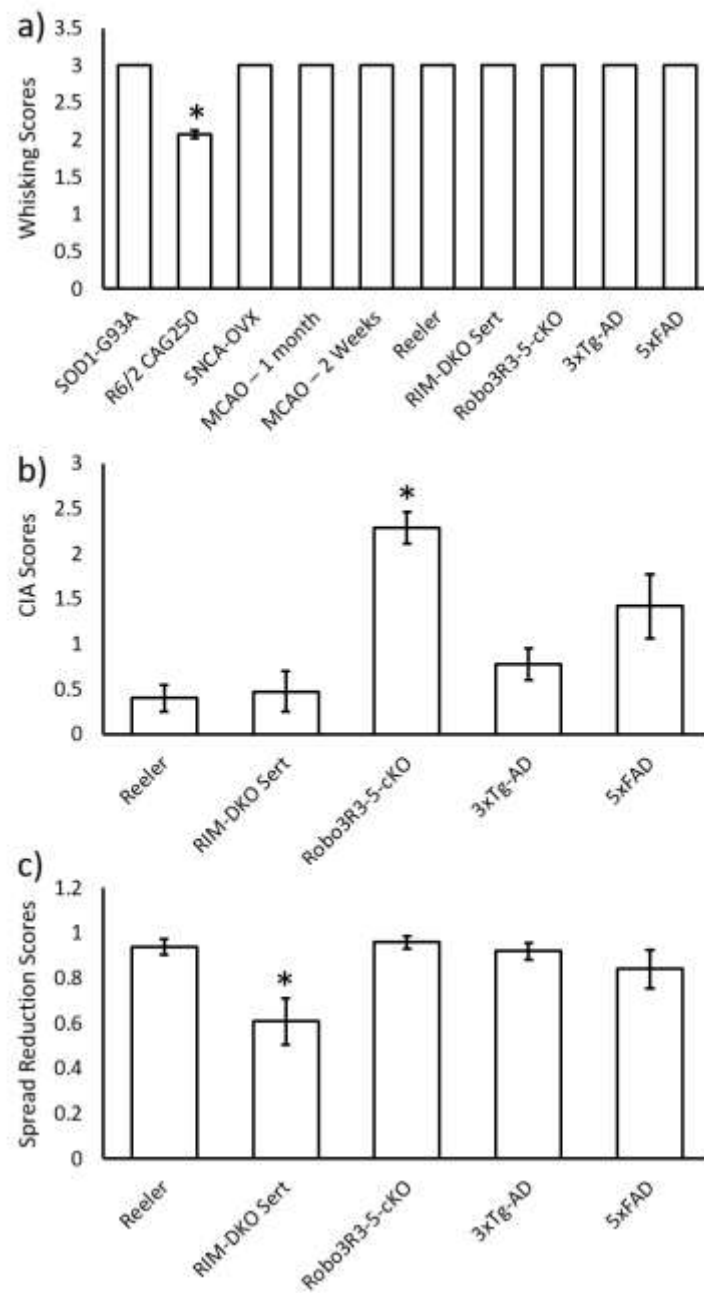 a)
Whisking Scores
3.5
3
2.5
2
1.5
1
0.5
0
*
SOD1-G93A
R6/2 CAG250
SNCA-OVX
MCAO – 1 month
MCAO – 2 Weeks
Reeler
RIM-DKO Sert
Robo3R3-5-cKO
3xTg-AD
5xFAD
b)
CIA Scores
3
2.5
2
1.5
1
0.5
0
*
Reeler
RIM-DKO Sert
Robo3R3-5-cKO
3xTg-AD
5xFAD
c)
Spread Reduction Scores
1.2
1
0.8
0.6
0.4
0.2
0
*
Reeler
RIM-DKO Sert
Robo3R3-5-cKO
3xTg-AD
5xFAD